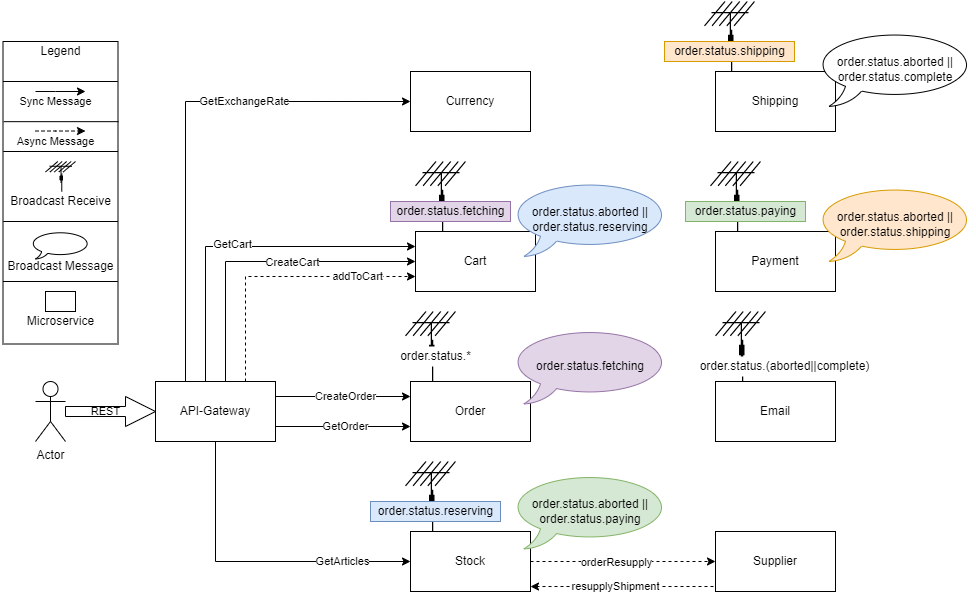 Legend
Sync Message
Async Message
Broadcast Receive
Broadcast Message
Microservice
Actor
REST
API-Gateway
GetExchangeRate
Currency
order.status.shipping
order.status.aborted ||
order.status.complete
Shipping
order.status.fetching
order.status.aborted ||
order.status.reserving
GetCart
CreateCart
addToCart
Cart
order.status.paying
order.status.aborted ||
order.status.shipping
Payment
order.status.*
order.status.fetching
CreateOrder
GetOrder
Order
order.status.(aborted||complete)
Email
order.status.reserving
order.status.aborted ||
order.status.paying
GetArticles
Stock
orderResupply
resupplyShipment
Supplier